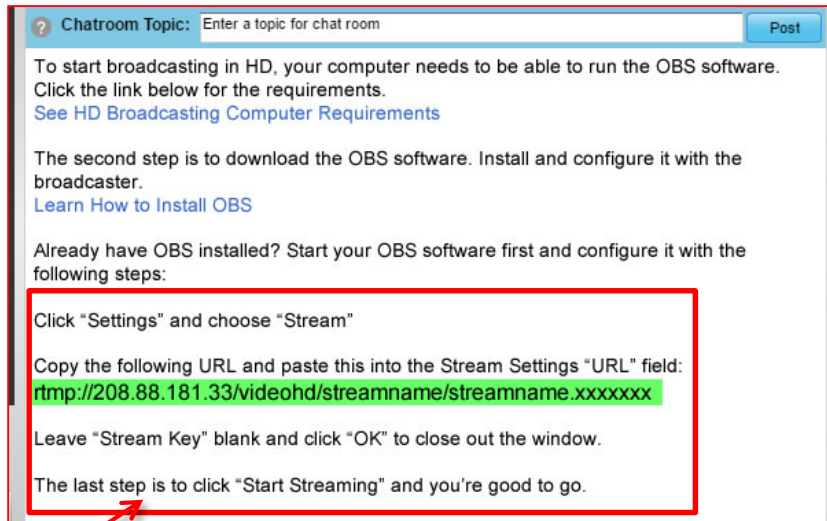 ? Chatroom Topic: Enter a topic for chat room Post
To start broadcasting in HD, your computer needs to be able to run the OBS software.
Click the link below for the requirements.
See HD Broadcasting Computer Requirements
The second step is to download the OBS software. Install and configure it with the
broadcaster.
Learn How to Install OBS
Already have OBS installed? Start your OBS software first and configure it with the
following steps:
Click “Settings” and choose “Stream”
Copy the following URL and paste this into the Stream Settings “URL” field:
rtmp://208.88.181.33/videohd/streamname/streamname.xxxxxxx
Leave “Stream Key” blank and click “OK” to close out the window.
The last step is to click “Start Streaming” and you’re good to go.